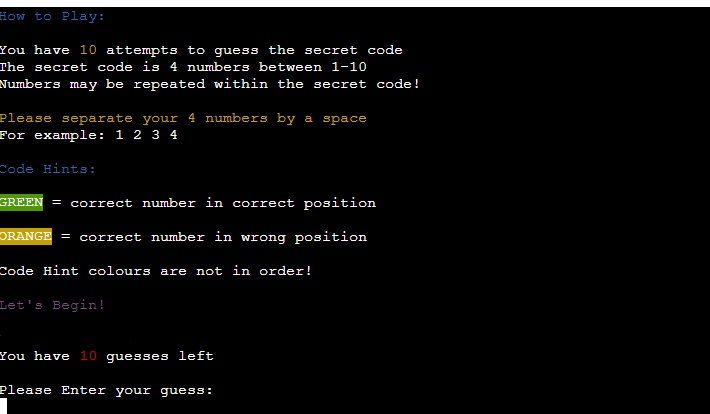 How to Play:
You have 10 attempts to guess the secret code
The secret code is 4 numbers between 1-10
Numbers may be repeated within the secret code!
Please separate your 4 numbers by a space
For example: 1 2 3 4
Code Hints:
GREEN = correct number in correct position
ORANGE = correct number in wrong position
Code Hint colours are not in order!
Let's Begin!
You have 10 guesses left
Please Enter your guess: